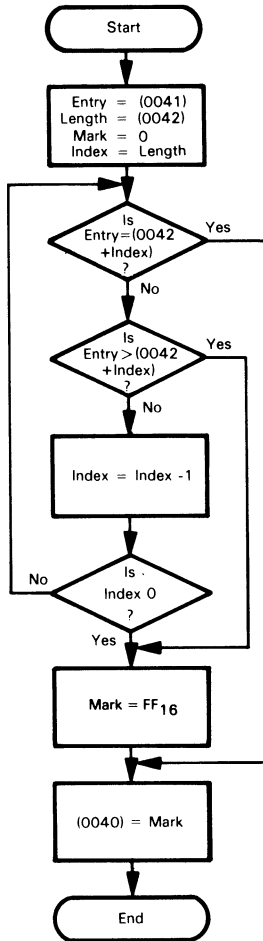 Start
Entry = (0041)
Length = (0042)
Mark = 0
Index = Length
Is
Entry=(0042
+Index)
?
Yes
No
Is
Entry>(0042
+Index)
?
Yes
No
Index = Index -1
Is
Index 0
?
No
Yes
Mark = FF16
(0040) = Mark
End